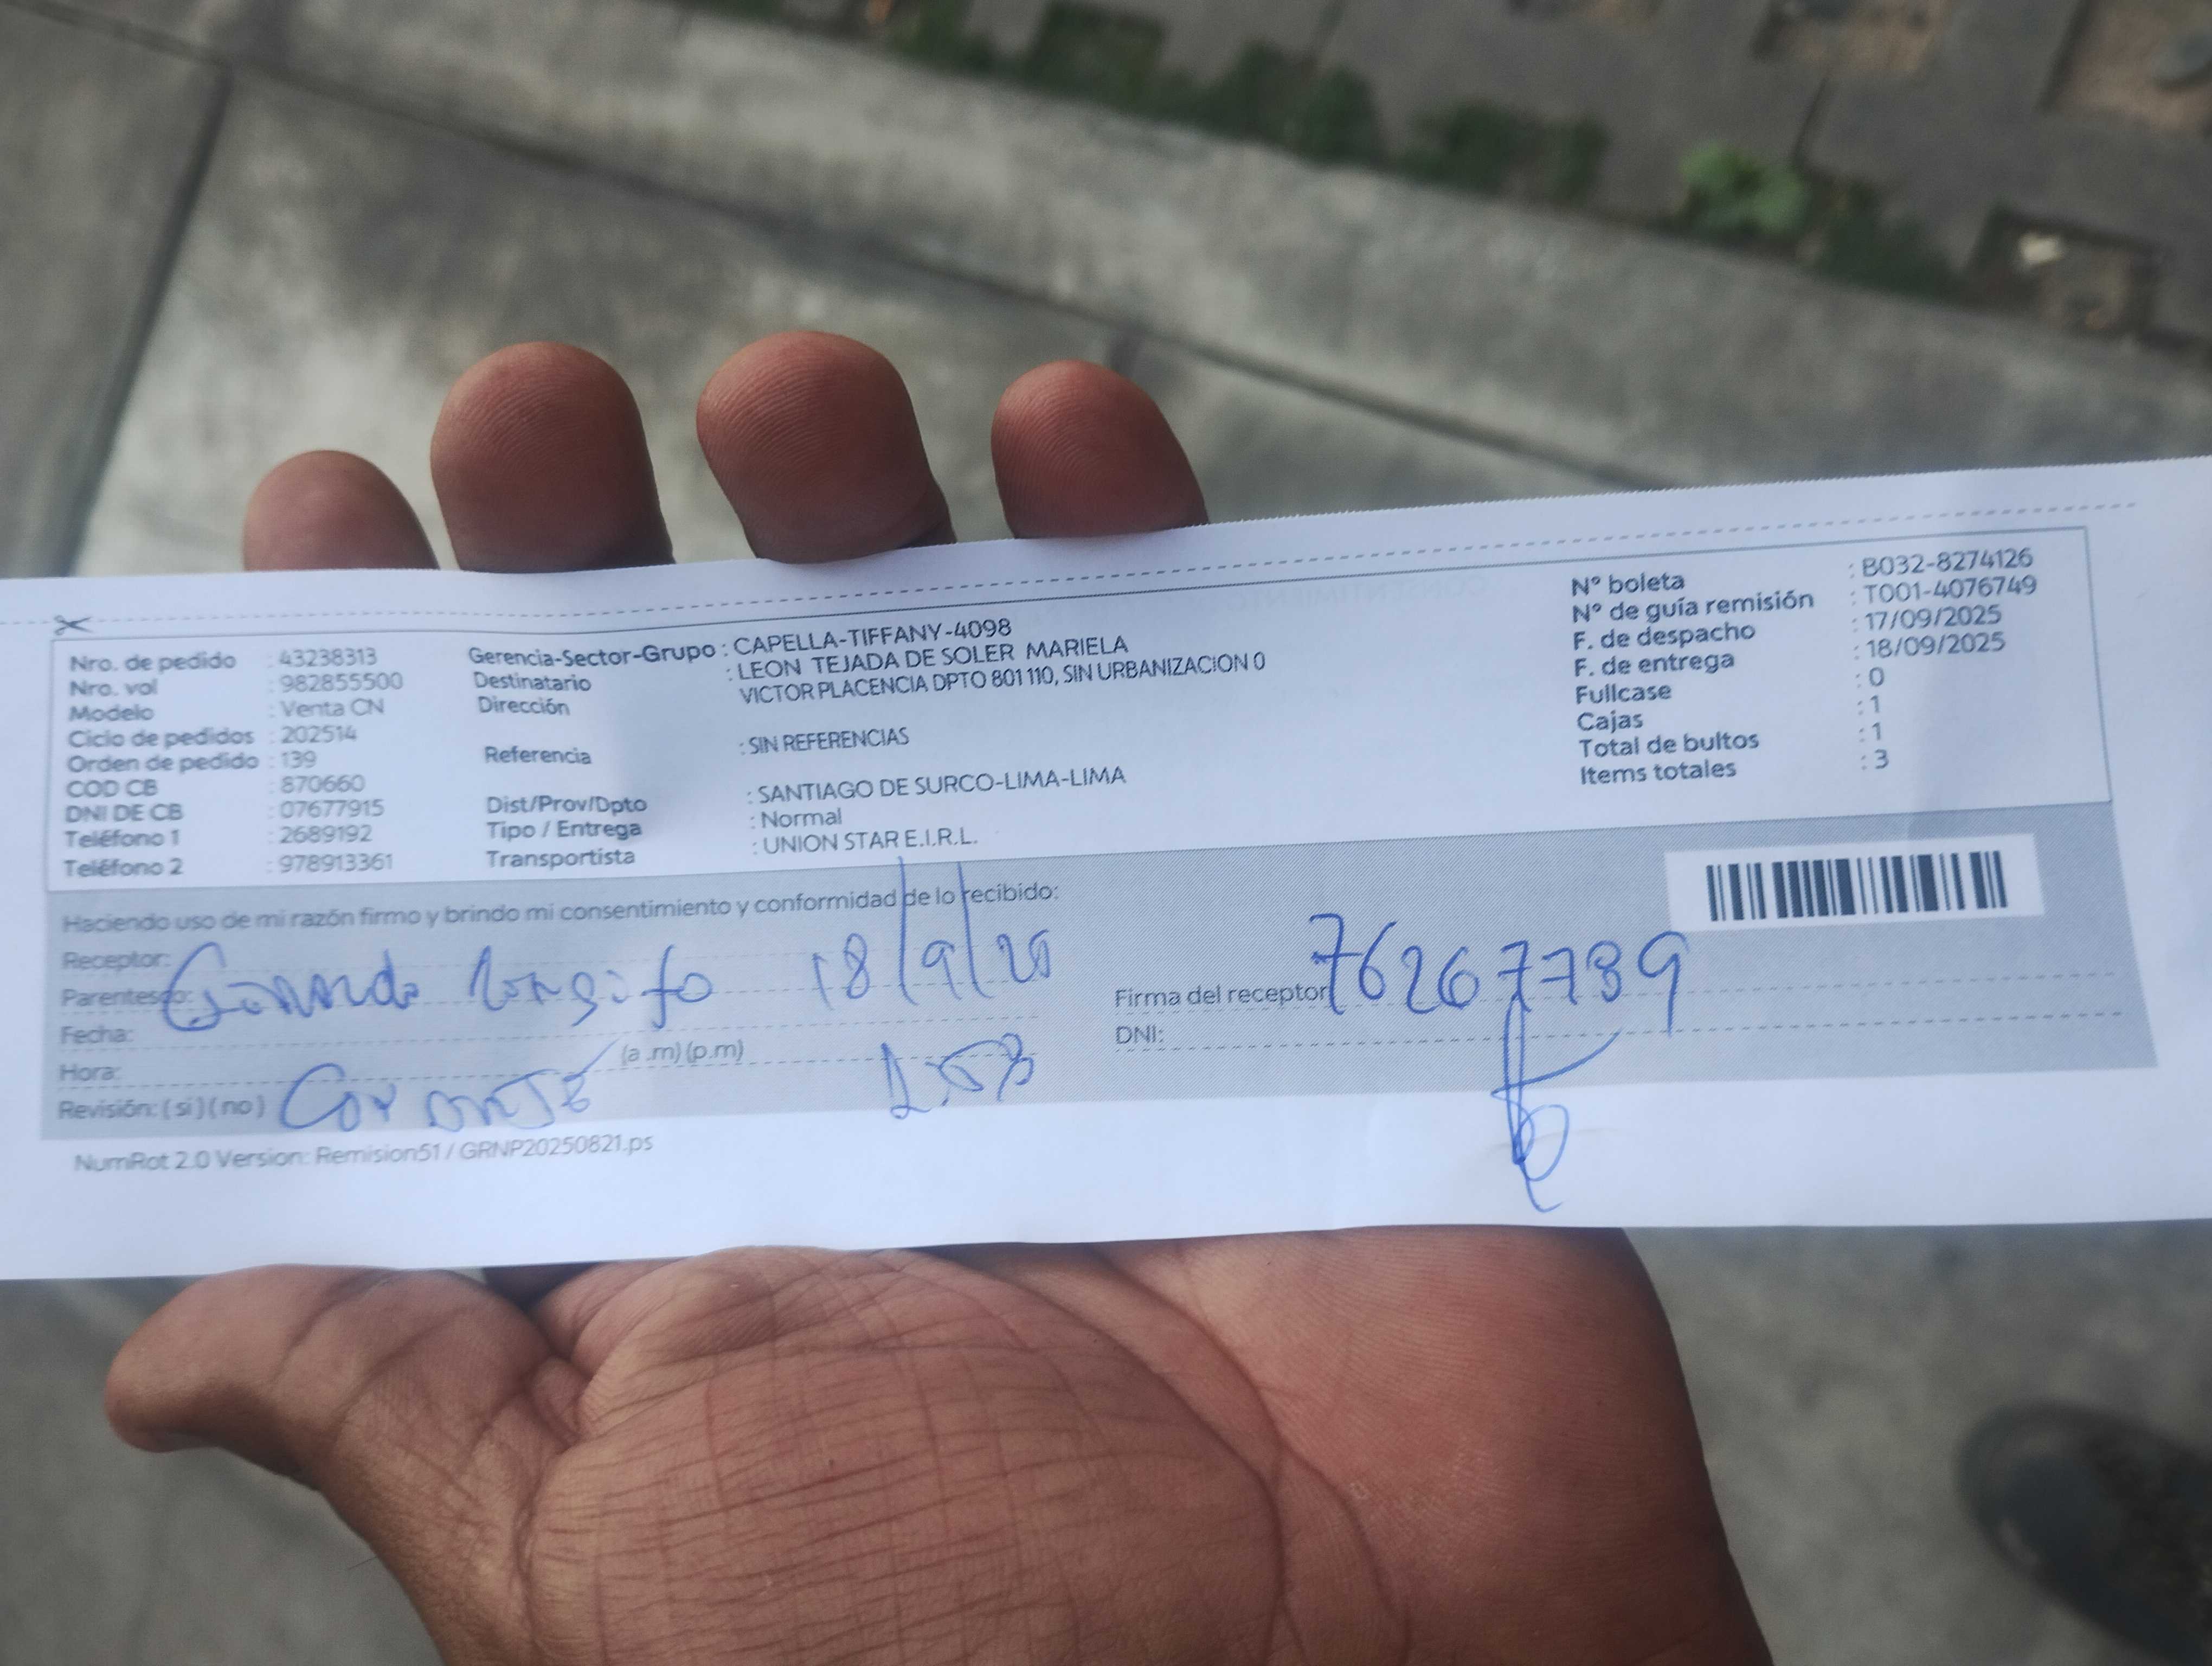 Nro. de pedido : 43238313
Nro. vol : 982855500
Modelo : Venta CN
Ciclo de pedidos : 202514
Orden de pedido : 139
COD CB : 870660
DNI DE CB : 07677915
Teléfono 1 : 2689192
Teléfono 2 : 978913361
Gerencia-Sector-Grupo : CAPELLA-TIFFANY-4098
Destinatario : LEON TEJADA DE SOLER MARIELA
Dirección VICTOR PLACENCIA DPTO 801 110, SIN URBANIZACION 0
Referencia : SIN REFERENCIAS
Dist/Prov/Dpto : SANTIAGO DE SURCO-LIMA-LIMA
Tipo / Entrega : Normal
Transportista : UNION STAR E.I.R.L.
N° boleta : B032-8274126
N° de guía remisión : T001-4076749
F. de despacho : 17/09/2025
F. de entrega : 18/09/2025
Fullcase : 0
Cajas : 1
Total de bultos : 1
Items totales : 3
Haciendo uso de mi razón firmo y brindo mi consentimiento y conformidad de lo recibido:
Receptor:
Parentesco: 18/9/25
Fecha:
Hora: (a.m) (p.m)
Revisión: ( si ) ( no )
Firma del receptor 76267789
DNI:
NumRot 2.0 Version: Remision51 / GRNP20250821.ps